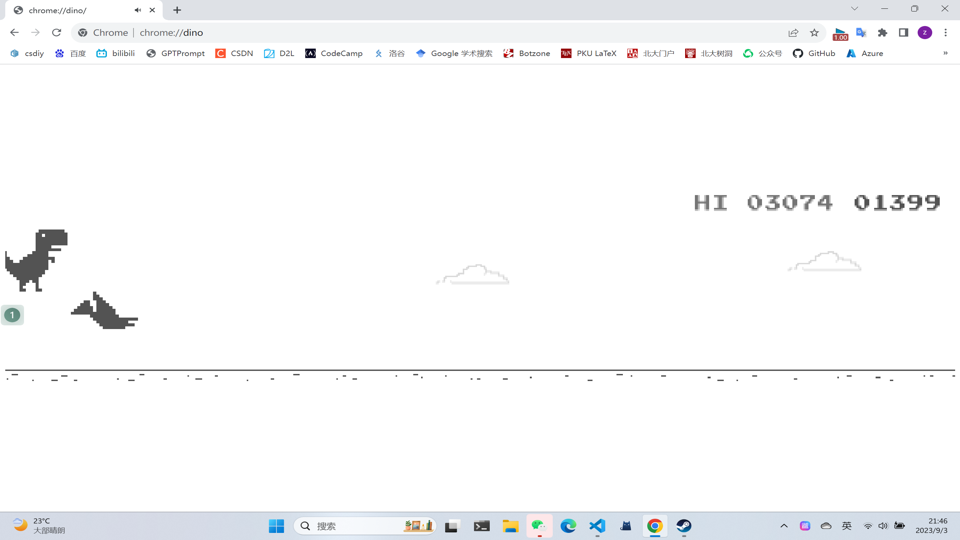 chrome://dino/
Chrome | chrome://dino
1.00
z
csdiy 百度 bilibili GPTPrompt CSDN D2L CodeCamp 洛谷 Google 学术搜索 Botzone PKU LaTeX 北大门户 北大树洞 公众号 GitHub Azure »
HI 03074 01399
1
23°C
大部晴朗
搜索
英
21:46
2023/9/3